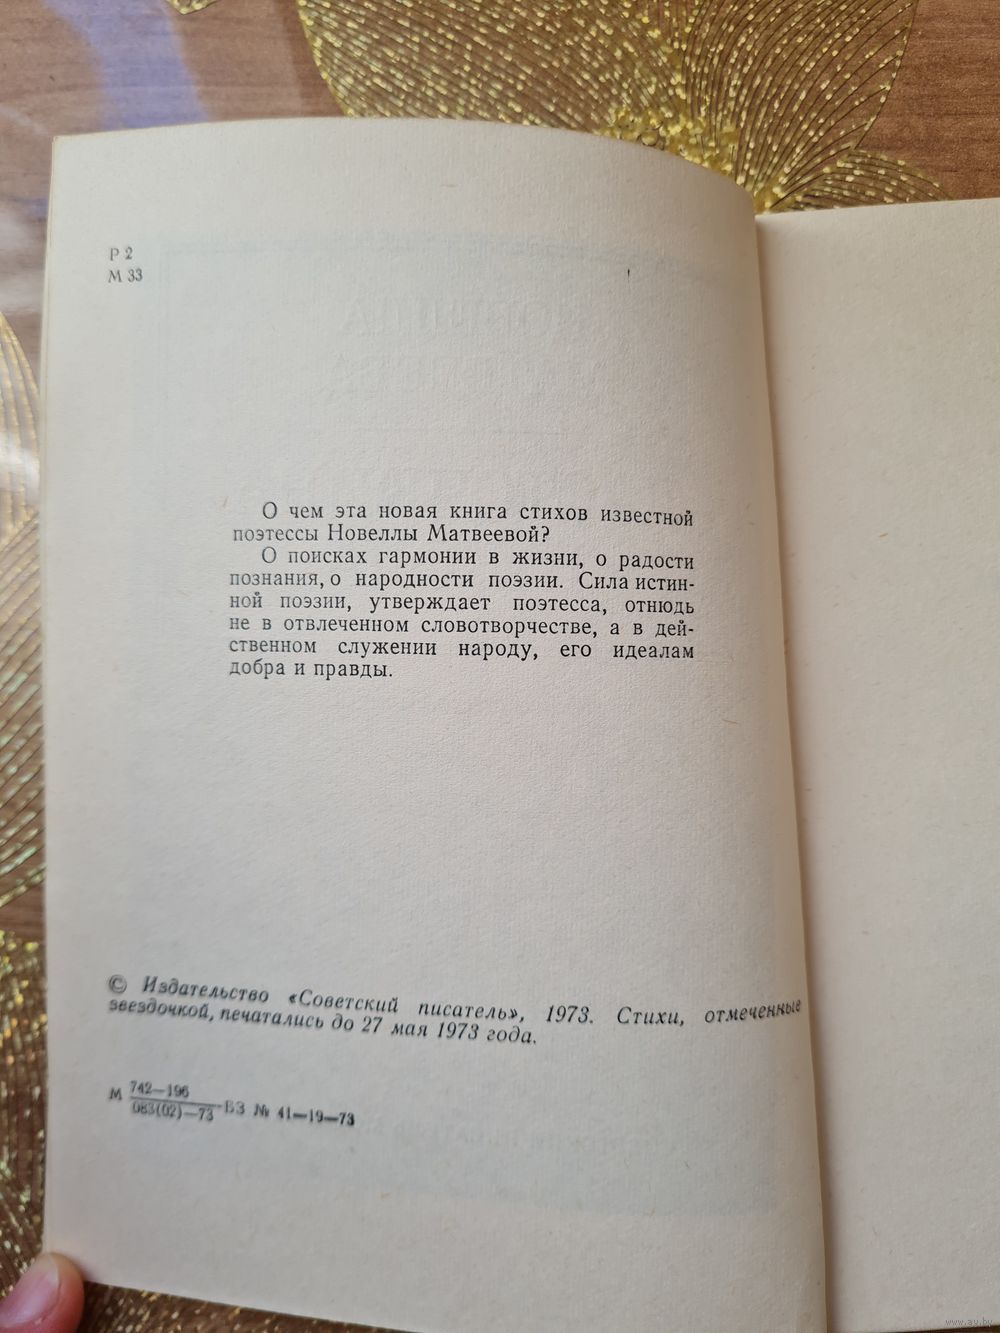 Р 2
М 33
О чем эта новая книга стихов известной
поэтессы Новеллы Матвеевой?
О поисках гармонии в жизни, о радости
познания, о народности поэзии. Сила истин-
ной поэзии, утверждает поэтесса, отнюдь
не в отвлеченном словотворчестве, а в дей-
ственном служении народу, его идеалам
добра и правды.
© Издательство «Советский писатель», 1973. Стихи, отмеченные
звездочкой, печатались до 27 мая 1973 года.
М 742—196
083(02)—73 БЗ № 41—19—73
www.ay.by